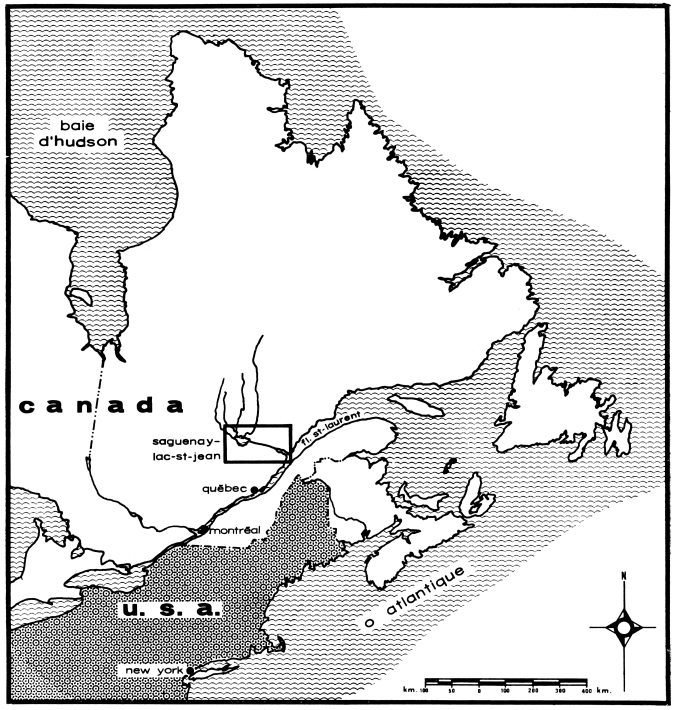 baie
d'hudson
canada
saguenay-
lac-st-jean
fl. st-laurent
québec
montréal
u. s. a.
o atlantique
new york
N
km. 100 50 0 100 200 300 400 km.